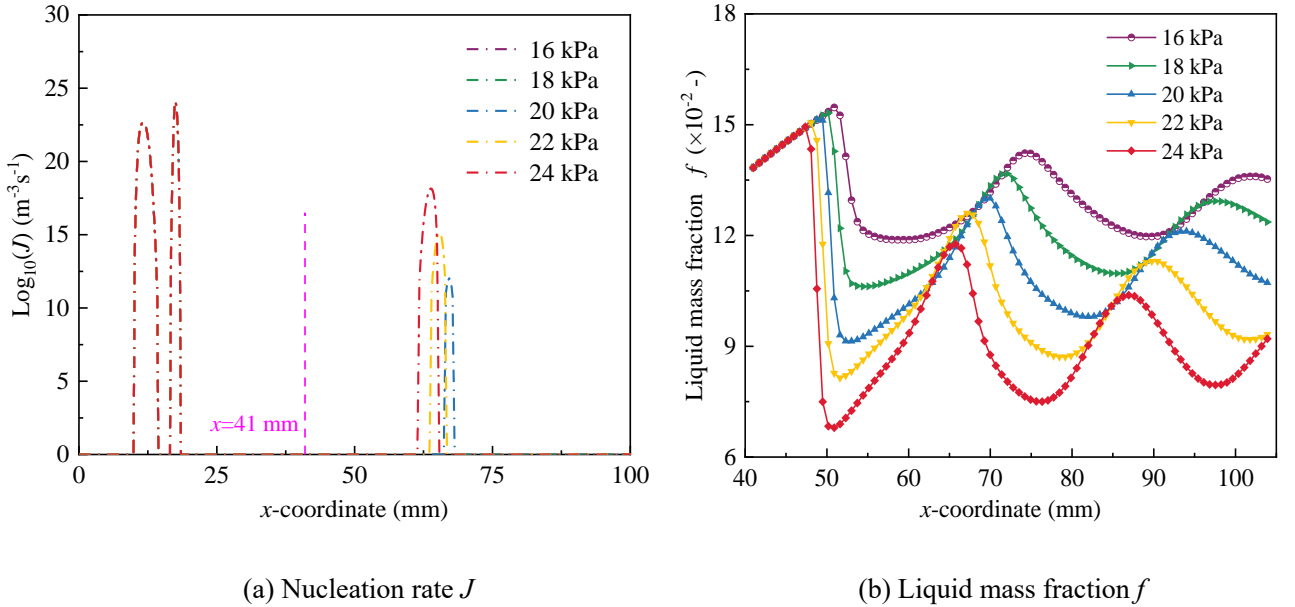 30
25
20
15
10
5
0
0
25
50
75
100
Log₁₀(J) (m⁻³s⁻¹)
x-coordinate (mm)
16 kPa
18 kPa
20 kPa
22 kPa
24 kPa
x=41 mm
(a) Nucleation rate J
18
15
12
9
6
40
50
60
70
80
90
100
Liquid mass fraction f (×10⁻² -)
x-coordinate (mm)
16 kPa
18 kPa
20 kPa
22 kPa
24 kPa
(b) Liquid mass fraction f